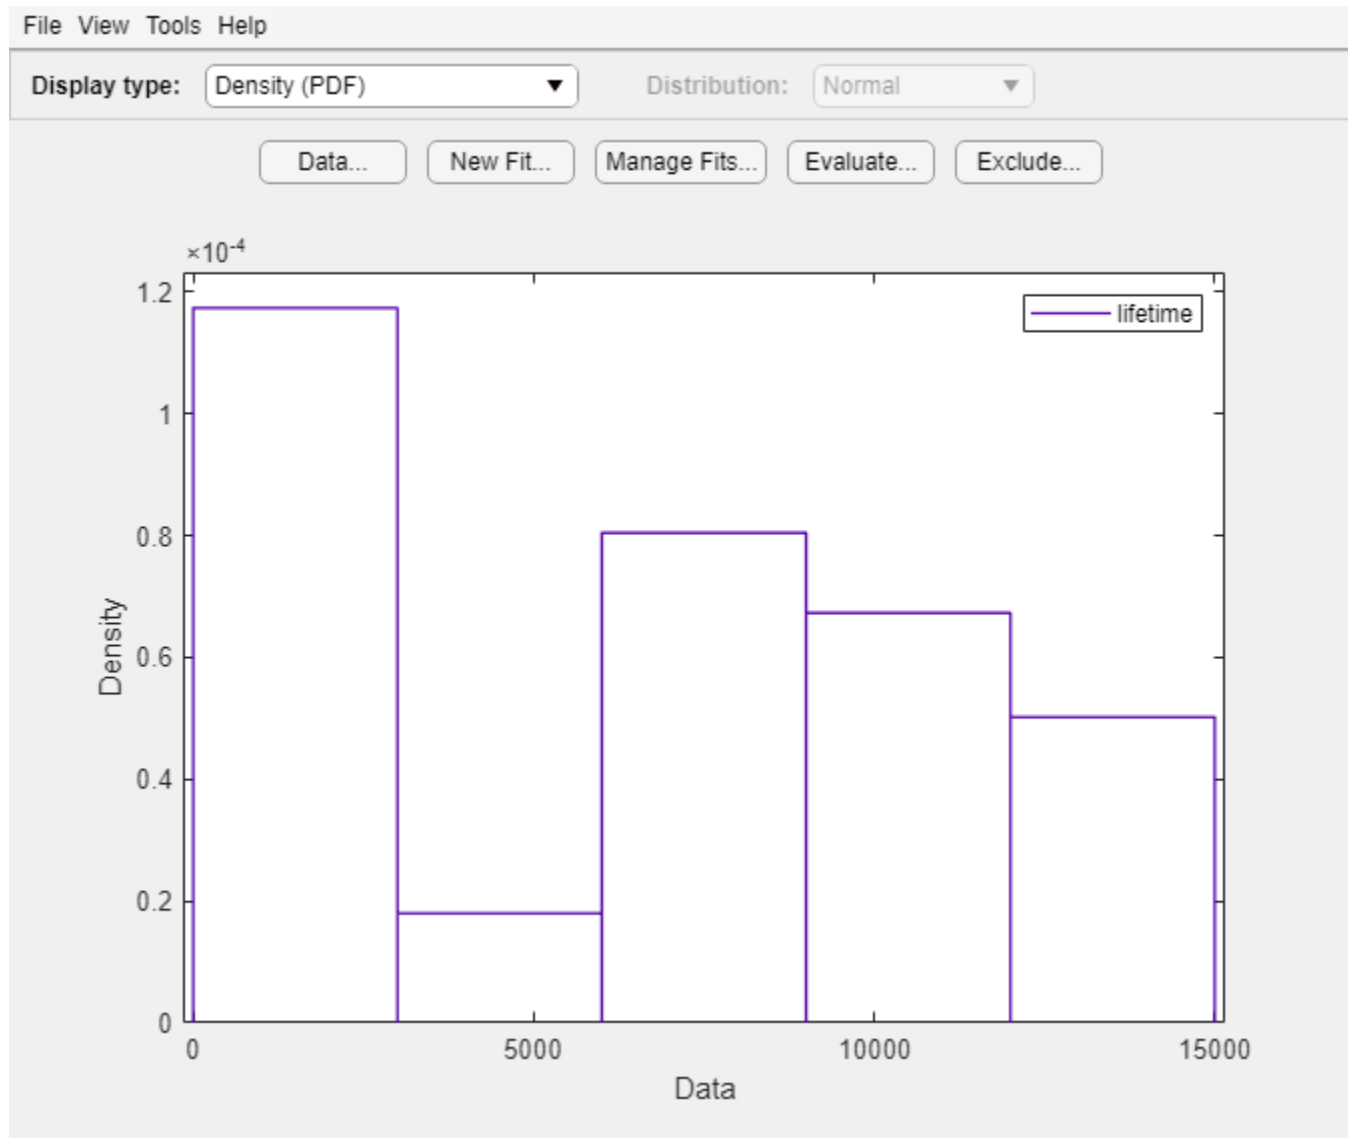 File View Tools Help
Display type: Density (PDF) Distribution: Normal
Data... New Fit... Manage Fits... Evaluate... Exclude...
×10-4
1.2
1
0.8
0.6
0.4
0.2
0
Density
lifetime
0 5000 10000 15000
Data